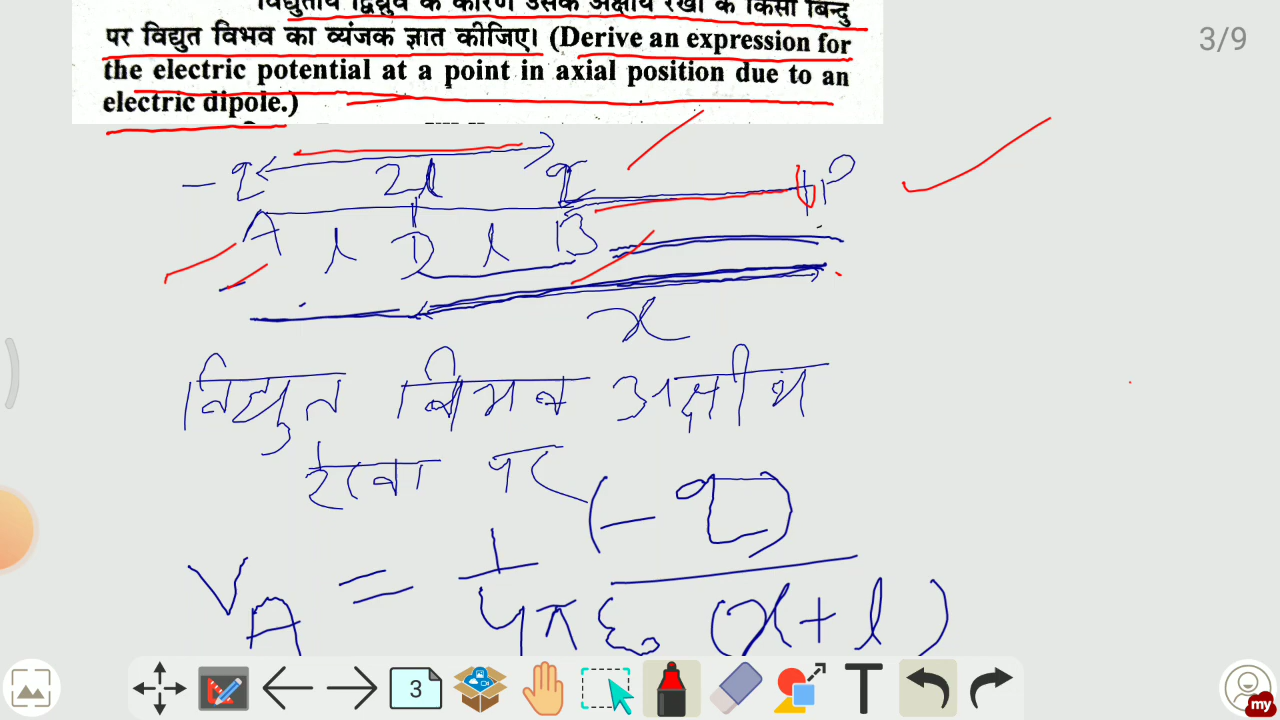 विद्युतीय द्विध्रुव के कारण उसके अक्षीय रेखा के किसी बिन्दु
पर विद्युत विभव का व्यंजक ज्ञात कीजिए। (Derive an expression for
the electric potential at a point in axial position due to an
electric dipole.)
3/9
-q 2l q P
A l O l B
x
विद्युत विभव अक्षीय
रेखा पर
V_A = 1/4πε₀ (-q)/(x+l)
3
T
my